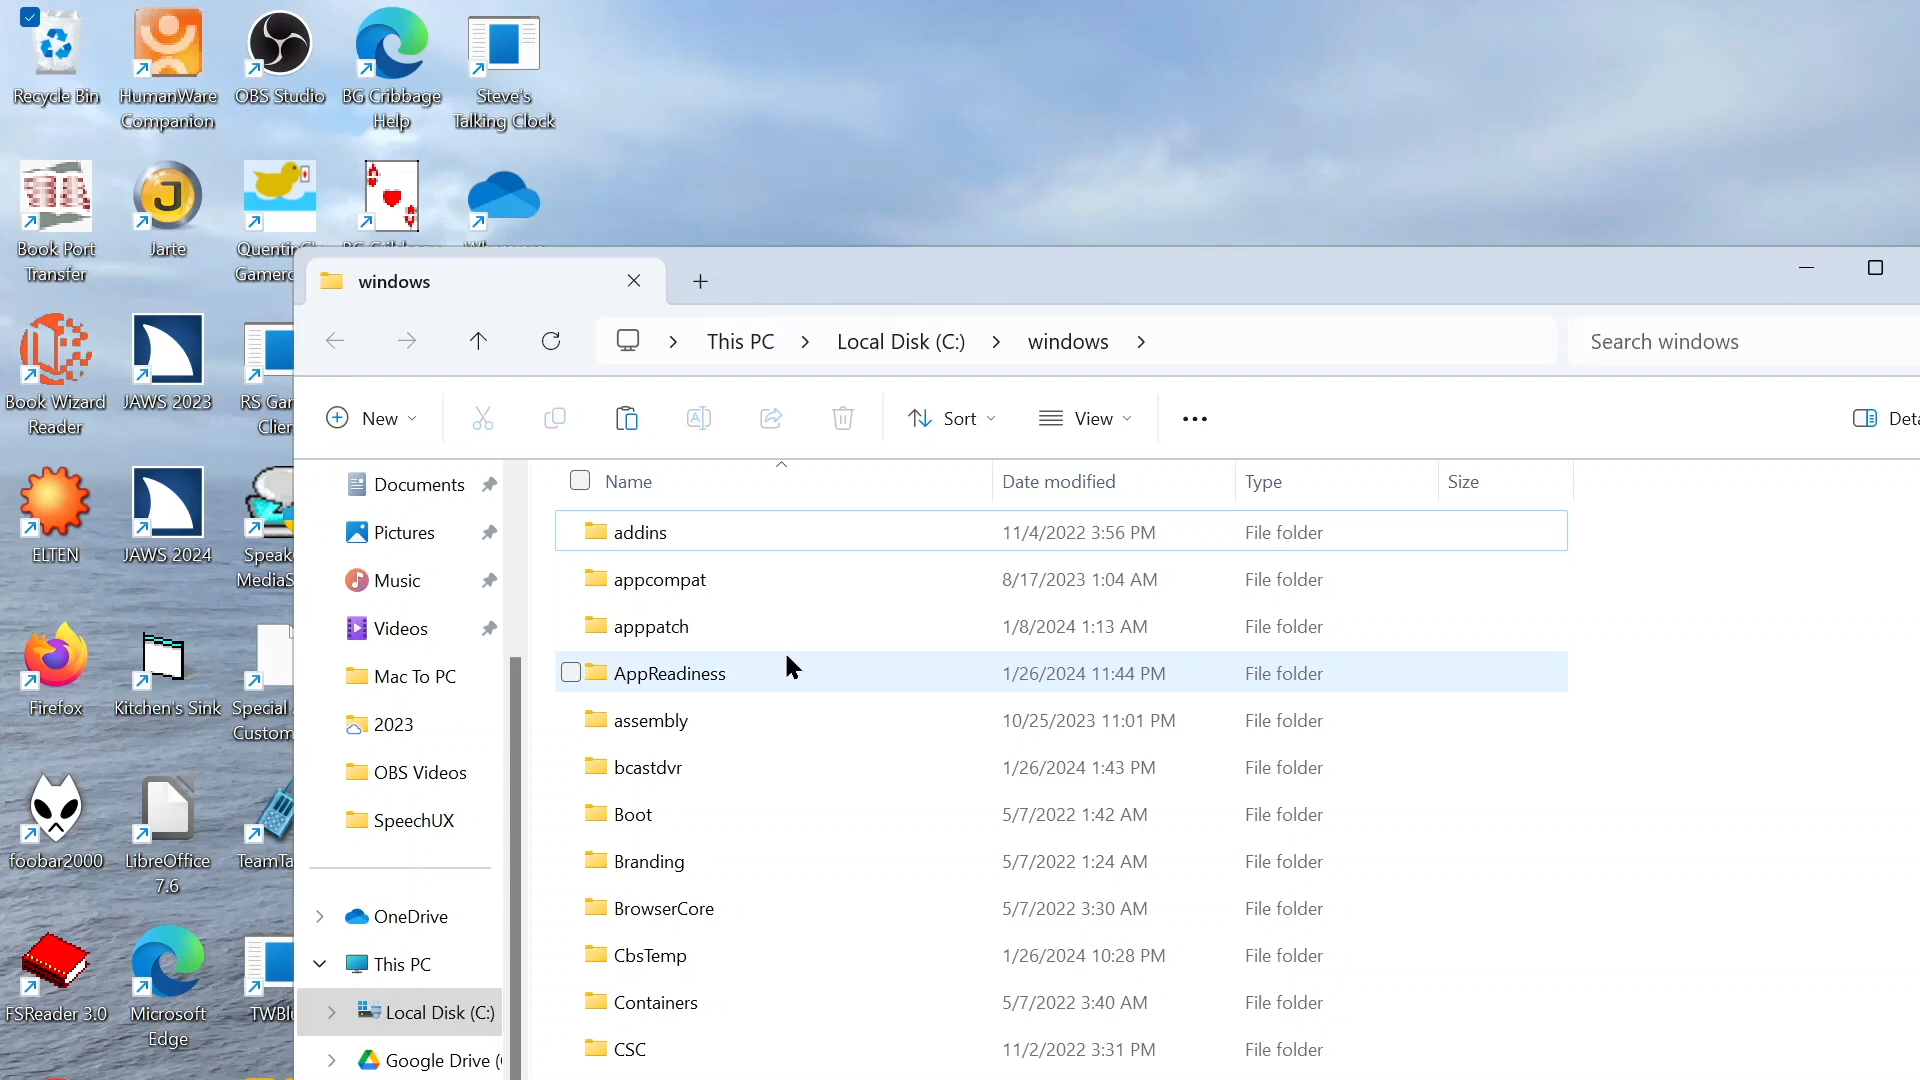 Recycle Bin
HumanWare
Companion
OBS Studio
BG Cribbage
Help
Steve's
Talking Clock
Book Port
Transfer
Jarte
Book Wizard
Reader
JAWS 2023
ELTEN
JAWS 2024
Firefox
Kitchen's Sink
Special
foobar2000
LibreOffice
7.6
FSReader 3.0
Microsoft
Edge
windows
This PC
Local Disk (C:)
windows
Search windows
New
Sort
View
Documents
Pictures
Music
Videos
Mac To PC
2023
OBS Videos
SpeechUX
OneDrive
This PC
Local Disk (C:)
Google Drive (
Name Date modified Type Size
addins 11/4/2022 3:56 PM File folder
appcompat 8/17/2023 1:04 AM File folder
apppatch 1/8/2024 1:13 AM File folder
AppReadiness 1/26/2024 11:44 PM File folder
assembly 10/25/2023 11:01 PM File folder
bcastdvr 1/26/2024 1:43 PM File folder
Boot 5/7/2022 1:42 AM File folder
Branding 5/7/2022 1:24 AM File folder
BrowserCore 5/7/2022 3:30 AM File folder
CbsTemp 1/26/2024 10:28 PM File folder
Containers 5/7/2022 3:40 AM File folder
CSC 11/2/2022 3:31 PM File folder